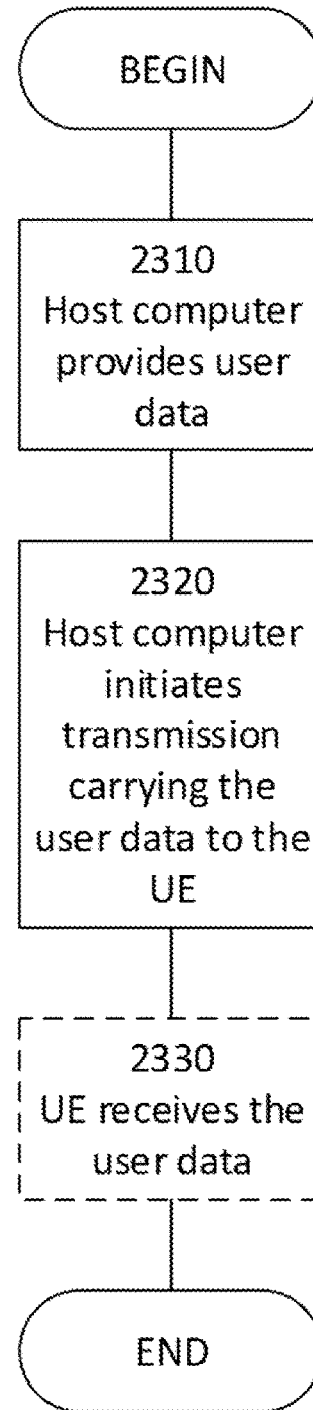 BEGIN
2310
Host computer
provides user
data
2320
Host computer
initiates
transmission
carrying the
user data to the
UE
2330
UE receives the
user data
END